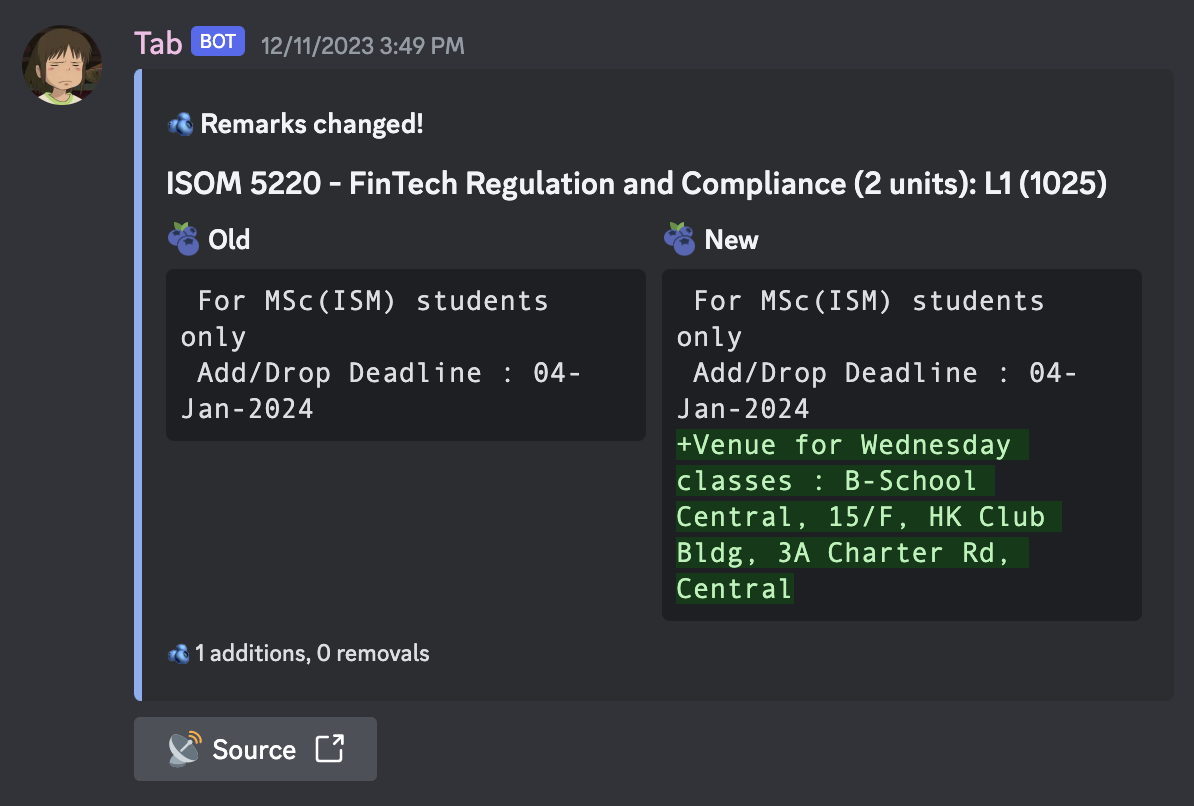 Tab BOT 12/11/2023 3:49 PM
Remarks changed!
ISOM 5220 - FinTech Regulation and Compliance (2 units): L1 (1025)
Old
For MSc(ISM) students
only
Add/Drop Deadline : 04-
Jan-2024
New
For MSc(ISM) students
only
Add/Drop Deadline : 04-
Jan-2024
+Venue for Wednesday
classes : B-School
Central, 15/F, HK Club
Bldg, 3A Charter Rd,
Central
1 additions, 0 removals
Source